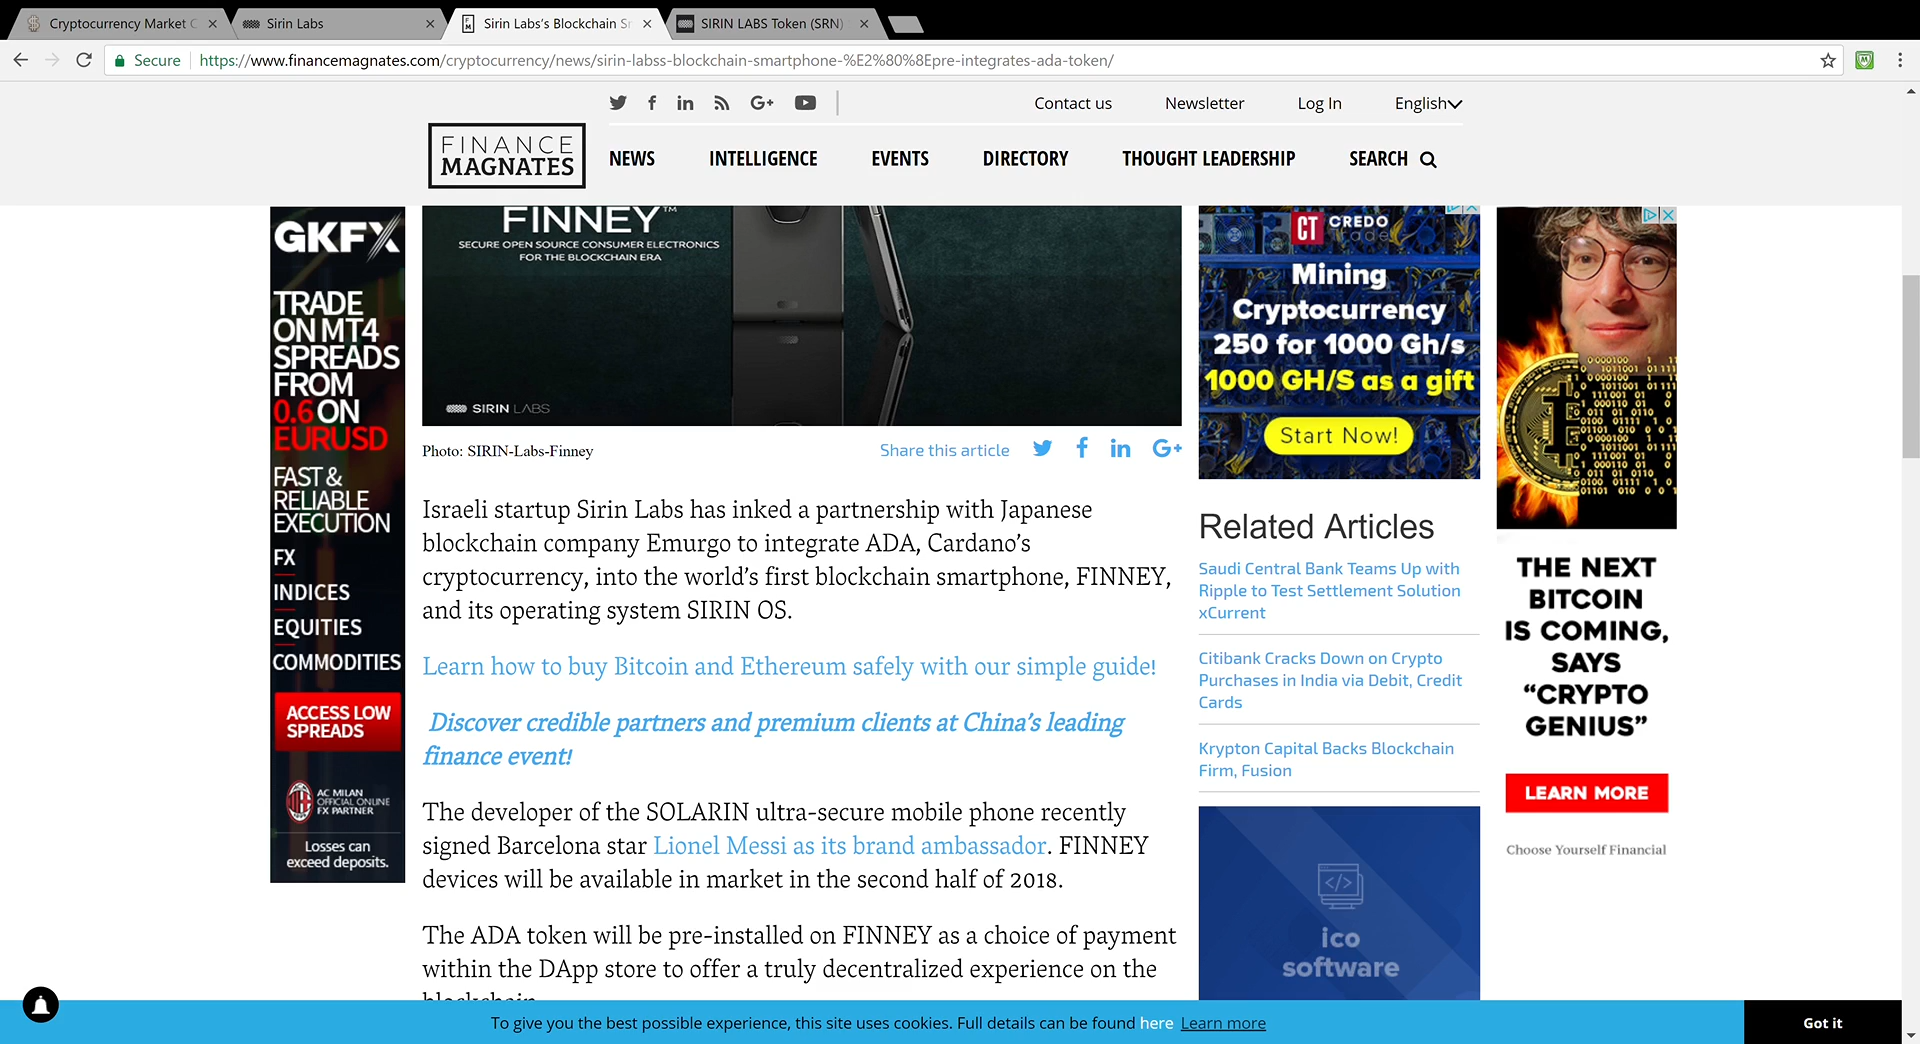 Cryptocurrency Market C
Sirin Labs
Sirin Labs's Blockchain Sr
SIRIN LABS Token (SRN)
Secure
https://www.financemagnates.com/cryptocurrency/news/sirin-labss-blockchain-smartphone-%E2%80%8Epre-integrates-ada-token/
Contact us
Newsletter
Log In
English
FINANCE
MAGNATES
NEWS
INTELLIGENCE
EVENTS
DIRECTORY
THOUGHT LEADERSHIP
SEARCH
GKFX
TRADE
ON MT4
SPREADS
FROM
0.6 ON
EURUSD
FAST &
RELIABLE
EXECUTION
FX
INDICES
EQUITIES
COMMODITIES
ACCESS LOW
SPREADS
AC MILAN
OFFICIAL ONLINE
FX PARTNER
Losses can
exceed deposits.
FINNEY™
SECURE OPEN SOURCE CONSUMER ELECTRONICS
FOR THE BLOCKCHAIN ERA
SIRIN LABS
Photo: SIRIN-Labs-Finney
Share this article
Israeli startup Sirin Labs has inked a partnership with Japanese
blockchain company Emurgo to integrate ADA, Cardano's
cryptocurrency, into the world's first blockchain smartphone, FINNEY,
and its operating system SIRIN OS.
Learn how to buy Bitcoin and Ethereum safely with our simple guide!
Discover credible partners and premium clients at China's leading
finance event!
The developer of the SOLARIN ultra-secure mobile phone recently
signed Barcelona star Lionel Messi as its brand ambassador. FINNEY
devices will be available in market in the second half of 2018.
The ADA token will be pre-installed on FINNEY as a choice of payment
within the DApp store to offer a truly decentralized experience on the
blockchain.
CT CREDO
Trade
Mining
Cryptocurrency
250 for 1000 Gh/s
1000 GH/S as a gift
Start Now!
Related Articles
Saudi Central Bank Teams Up with
Ripple to Test Settlement Solution
xCurrent
Citibank Cracks Down on Crypto
Purchases in India via Debit, Credit
Cards
Krypton Capital Backs Blockchain
Firm, Fusion
ico
software
THE NEXT
BITCOIN
IS COMING,
SAYS
“CRYPTO
GENIUS”
LEARN MORE
Choose Yourself Financial
To give you the best possible experience, this site uses cookies. Full details can be found here Learn more
Got it